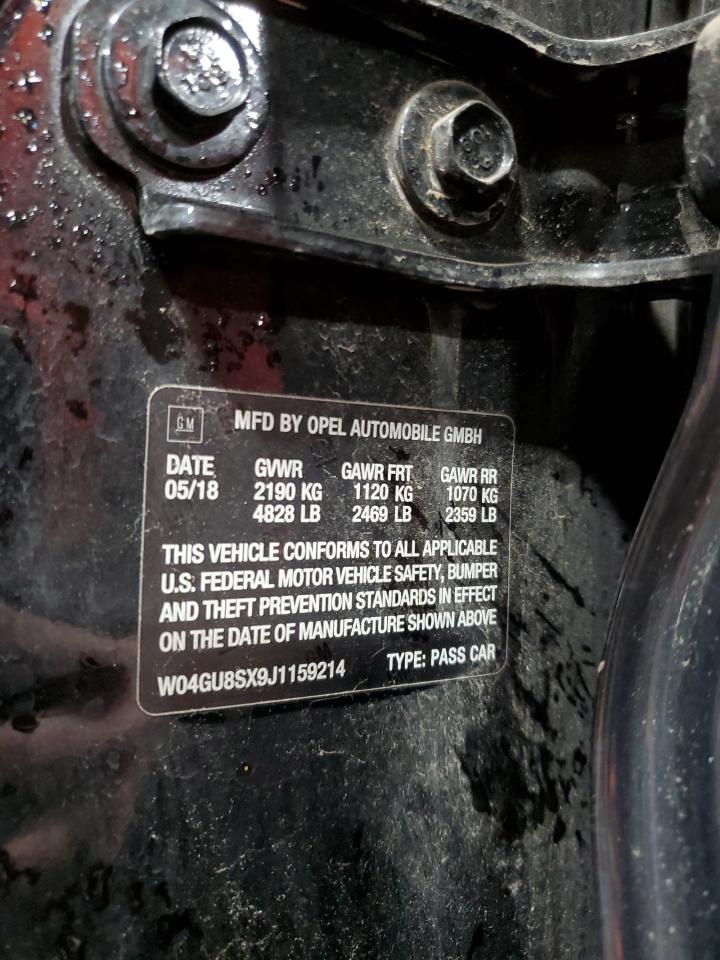 GM MFD BY OPEL AUTOMOBILE GMBH
DATE GVWR GAWR FRT GAWR RR
05/18 2190 KG 1120 KG 1070 KG
4828 LB 2469 LB 2359 LB
THIS VEHICLE CONFORMS TO ALL APPLICABLE
U.S. FEDERAL MOTOR VEHICLE SAFETY, BUMPER
AND THEFT PREVENTION STANDARDS IN EFFECT
ON THE DATE OF MANUFACTURE SHOWN ABOVE
W04GU8SX9J1159214 TYPE: PASS CAR